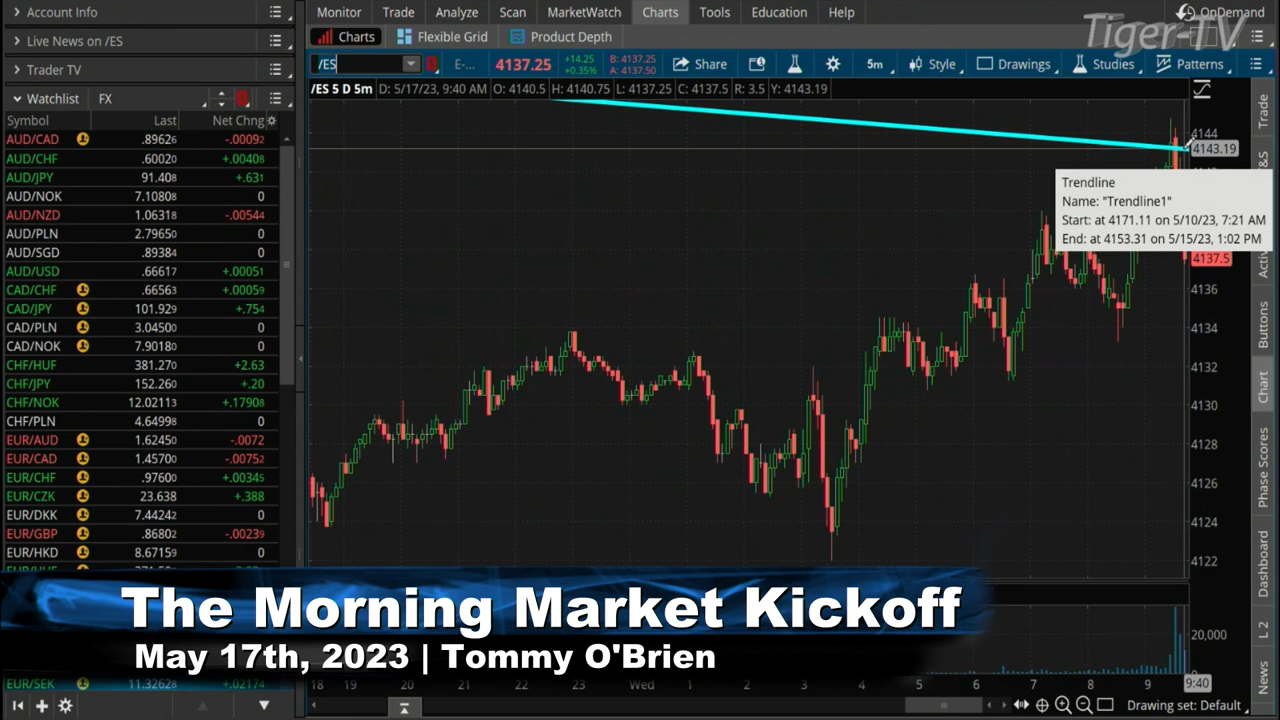 Account Info
Live News on /ES
Trader TV
Watchlist FX
Symbol Last Net Chng
AUD/CAD .89626 -.00092
AUD/CHF .60020 +.00408
AUD/JPY 91.408 +.631
AUD/NOK 7.10808 0
AUD/NZD 1.06318 -.00544
AUD/PLN 2.79650 0
AUD/SGD .89384 0
AUD/USD .66617 +.00051
CAD/CHF .66563 +.00059
CAD/JPY 101.929 +.754
CAD/PLN 3.04500 0
CAD/NOK 7.90180 0
CHF/HUF 381.270 +2.63
CHF/JPY 152.260 +.20
CHF/NOK 12.02113 +.17908
CHF/PLN 4.64998 0
EUR/AUD 1.62450 -.0072
EUR/CAD 1.45700 -.00752
EUR/CHF .97600 +.00345
EUR/CZK 23.638 +.388
EUR/DKK 7.44242 0
EUR/GBP .86802 -.00239
EUR/HKD 8.67159 0
EUR/SEK 11.32628 +.02174
Monitor Trade Analyze Scan MarketWatch Charts Tools Education Help
OnDemand
Tiger-TV
Charts Flexible Grid Product Depth
/ES E-... 4137.25 +14.25 +0.35% B: 4137.25 A: 4137.50 Share 5m Style Drawings Studies Patterns
/ES 5 D 5m D: 5/17/23, 9:40 AM O: 4140.5 H: 4140.75 L: 4137.25 C: 4137.5 R: 3.5 Y: 4143.19
4144
4143.19
Trendline
Name: "Trendline1"
Start: at 4171.11 on 5/10/23, 7:21 AM
End: at 4153.31 on 5/15/23, 1:02 PM
4137.5
4136
4134
4132
4130
4128
4126
4124
4122
20,000
0
Trade
Buttons
Chart
Phase Scores
Dashboard
L 2
News
The Morning Market Kickoff
May 17th, 2023 | Tommy O'Brien
18 19 20 21 22 23 Wed 1 2 3 4 5 6 7 8 9 9:40
Drawing set: Default